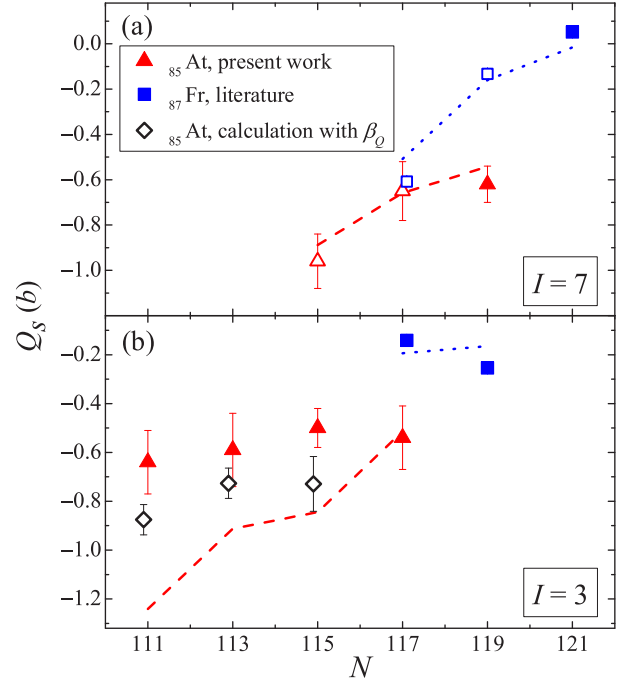 (a)
₈₅At, present work
₈₇Fr, literature
₈₅At, calculation with β_Q
0.0
−0.2
−0.4
−0.6
−0.8
−1.0
I = 7
Q_S (b)
(b)
−0.2
−0.4
−0.6
−0.8
−1.0
−1.2
I = 3
111 113 115 117 119 121
N